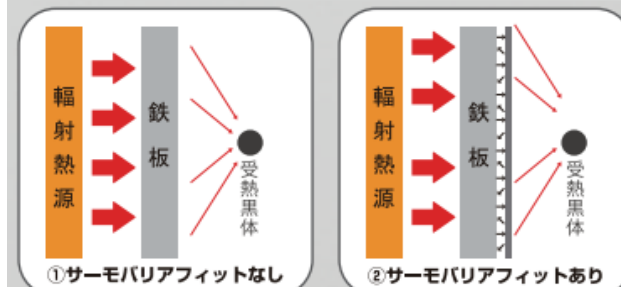 輻射熱源
鉄板
受熱黒体
①サーモバリアフィットなし
輻射熱源
鉄板
受熱黒体
②サーモバリアフィットあり